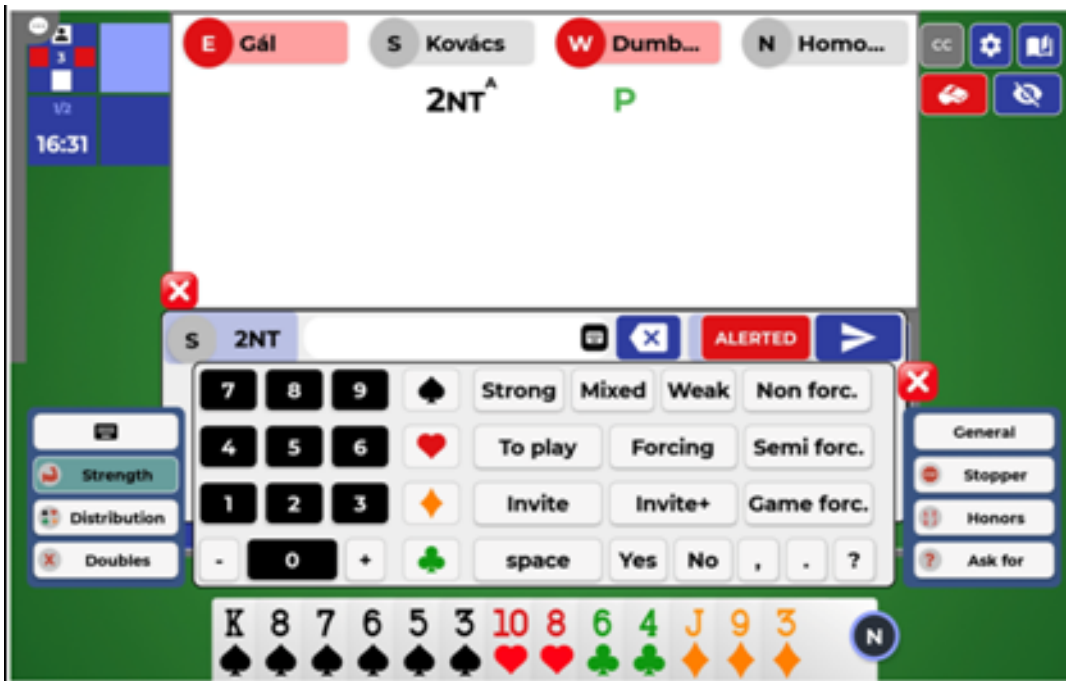 E Gál S Kovács W Dumb... N Homo... CC
3
2NT A P
1/2
16:31
S 2NT ALERTED
7 8 9 Strong Mixed Weak Non forc.
4 5 6 To play Forcing Semi forc.
1 2 3 Invite Invite+ Game forc.
- 0 + space Yes No , . ?
Strength
Distribution
X Doubles
General
Stopper
Honors
? Ask for
K 8 7 6 5 3 10 8 6 4 J 9 3 N